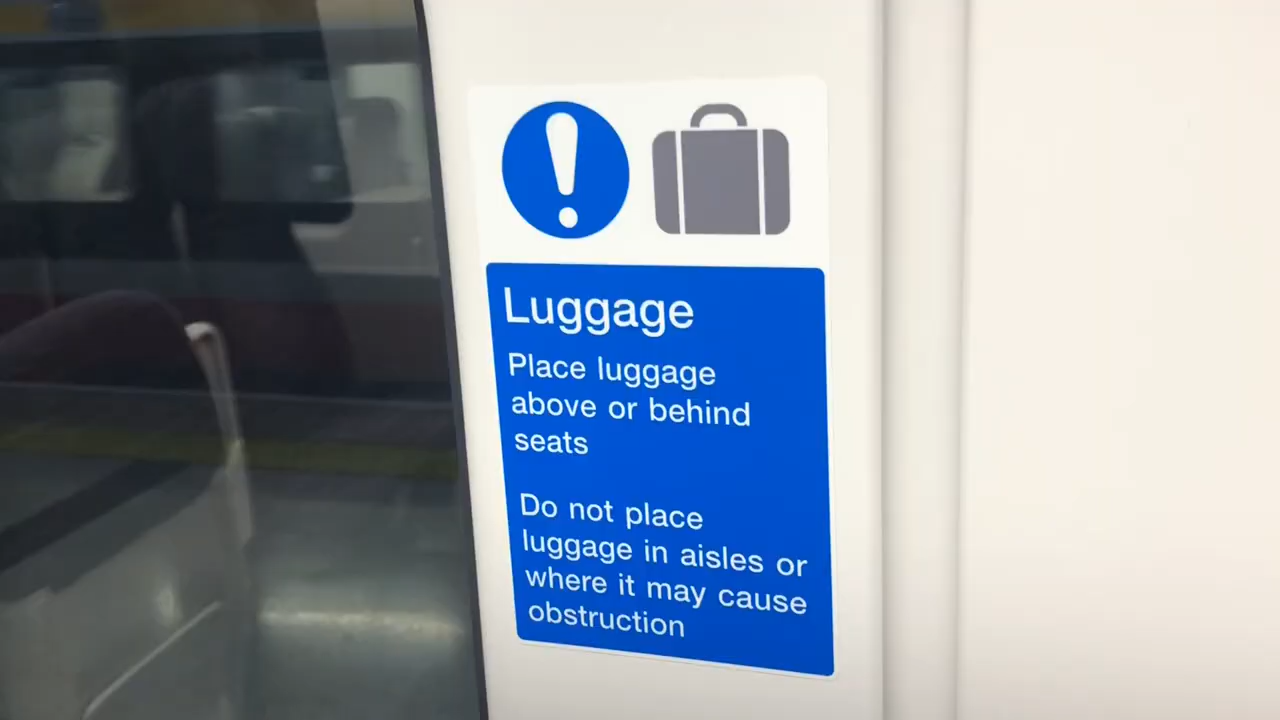 Luggage
Place luggage
above or behind
seats
Do not place
luggage in aisles or
where it may cause
obstruction